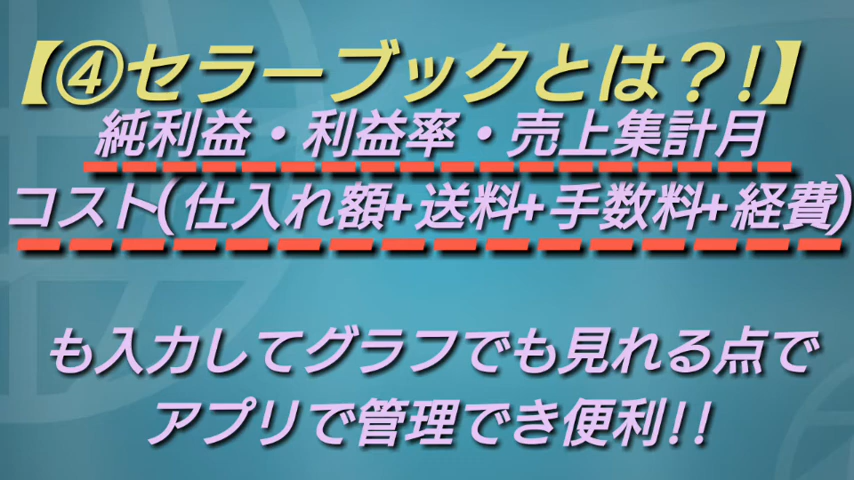 【④セラーブックとは？!】
純利益・利益率・売上集計月
コスト(仕入れ額+送料+手数料+経費)
も入力してグラフでも見れる点で
アプリで管理でき便利!!